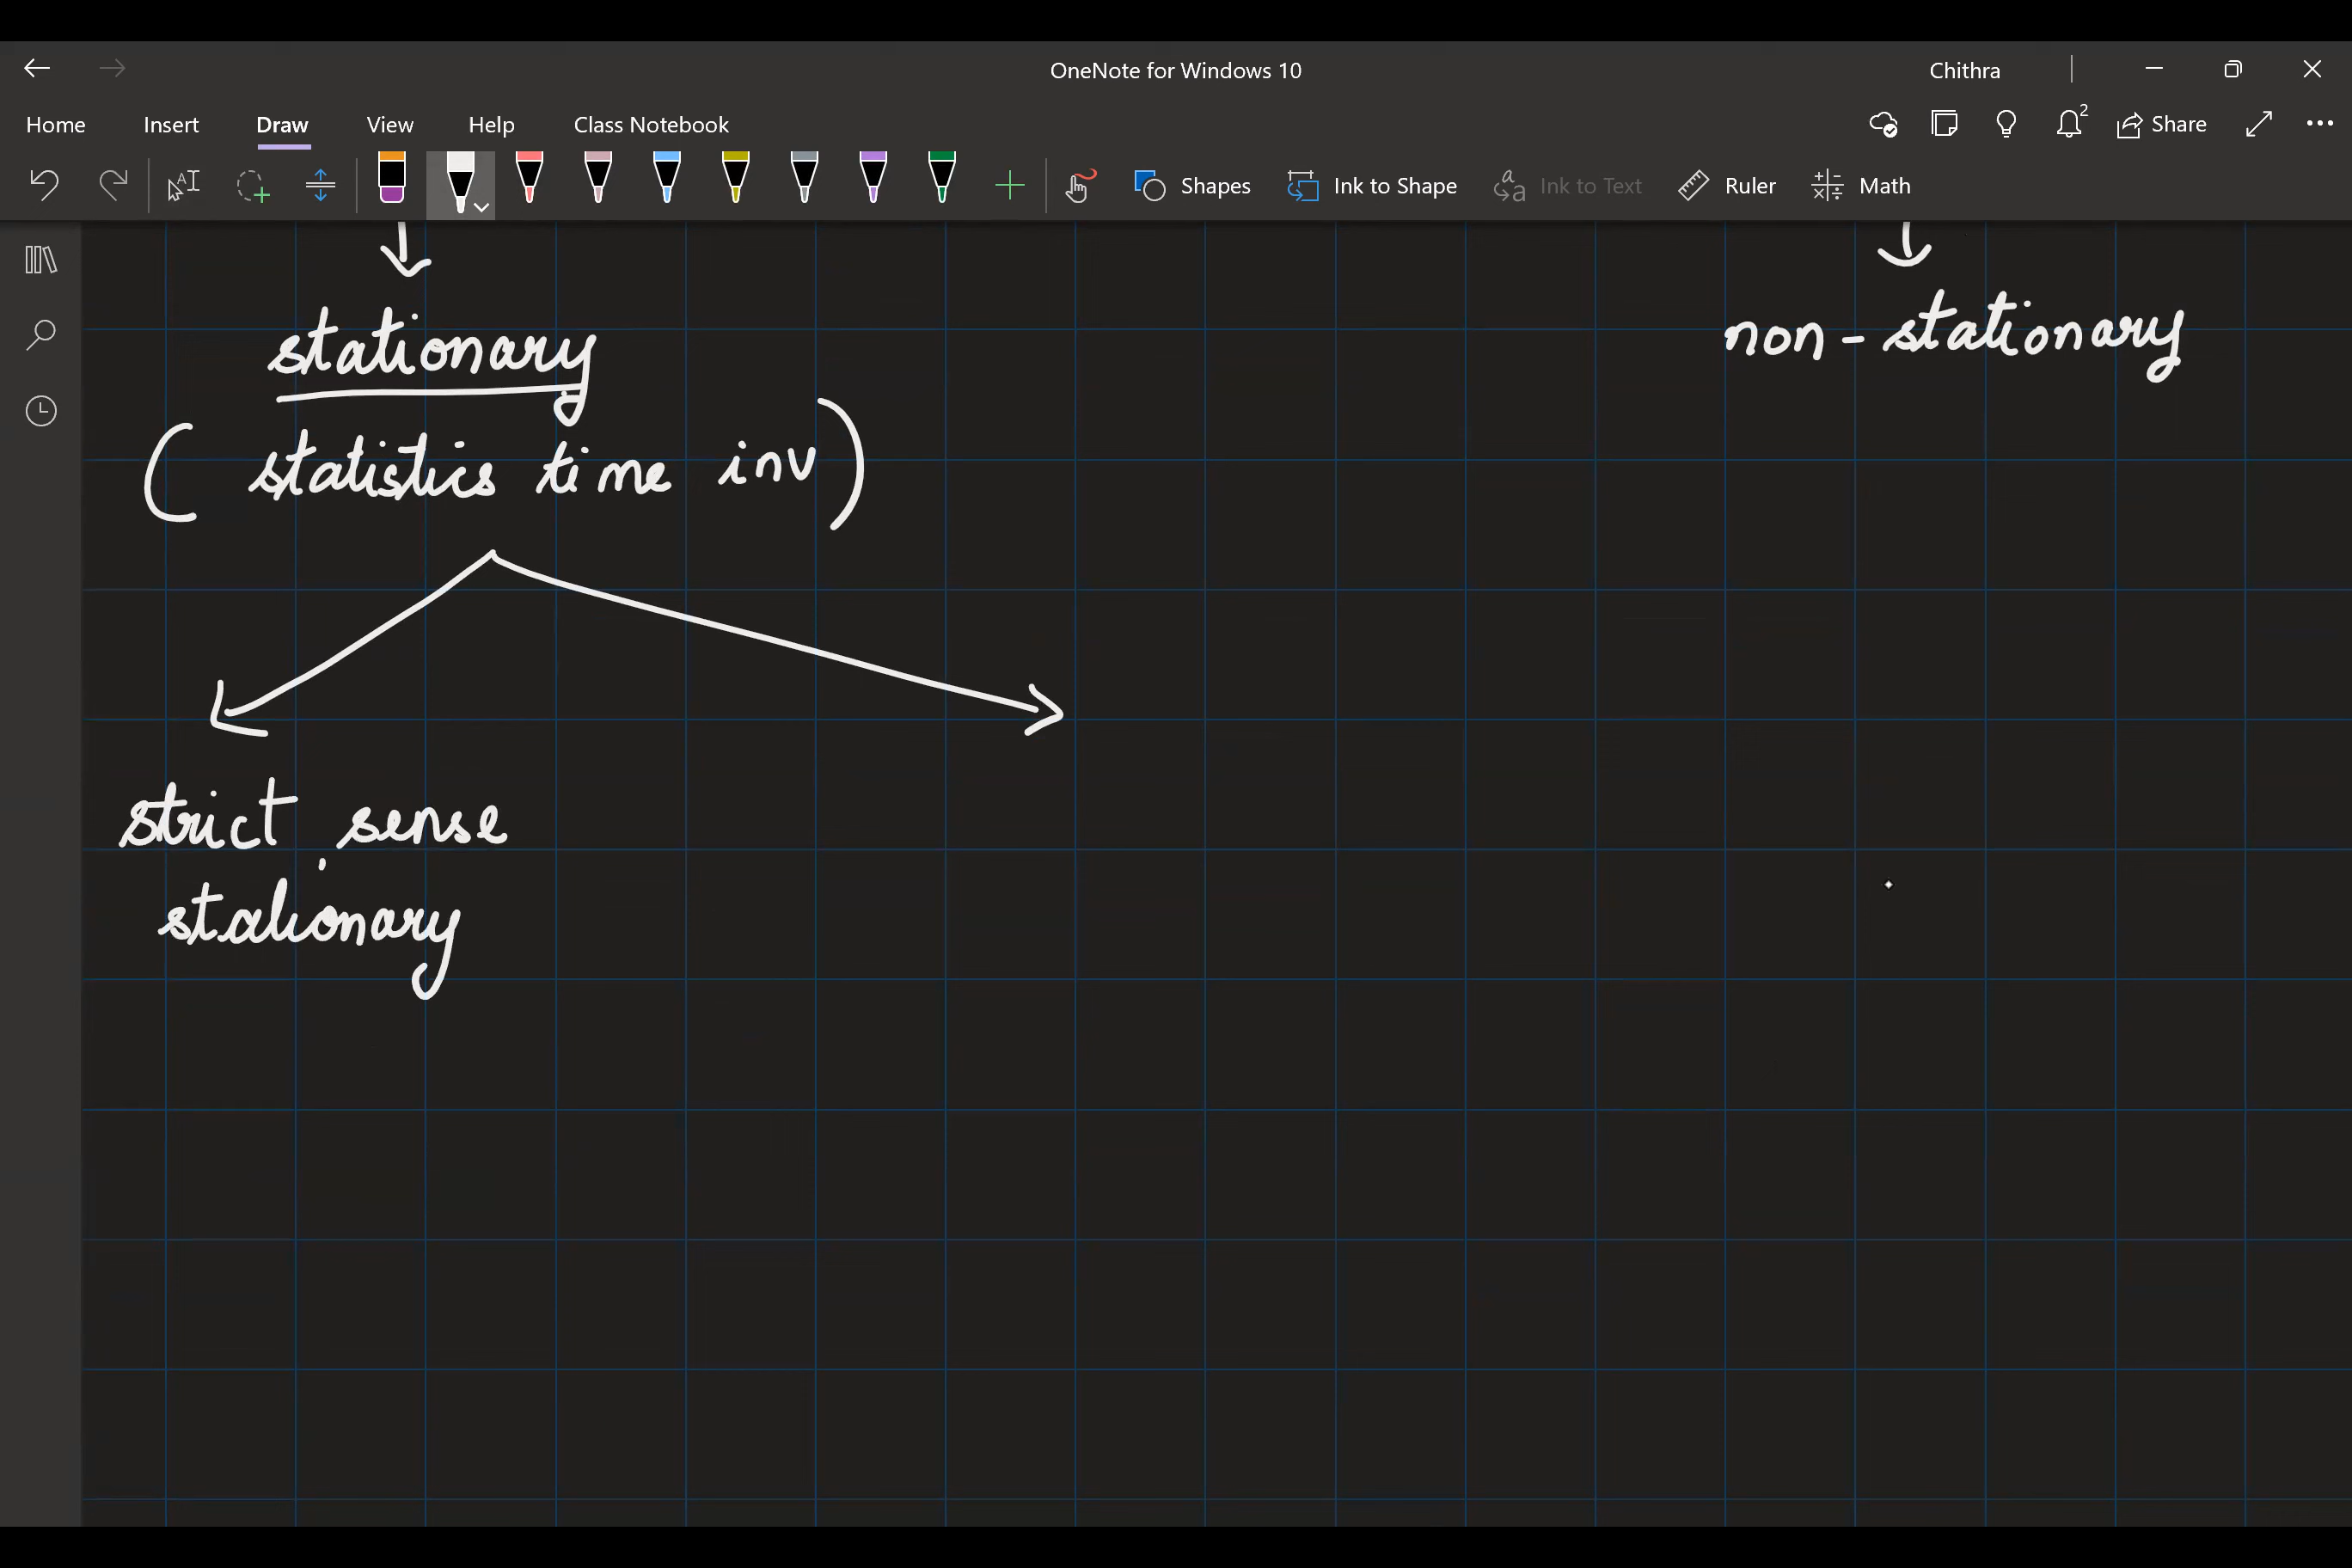 OneNote for Windows 10
Chithra
Home Insert Draw View Help Class Notebook
2
Share
Shapes Ink to Shape Ink to Text Ruler Math
stationary
non-stationary
( statistics time inv )
strict sense
stationary